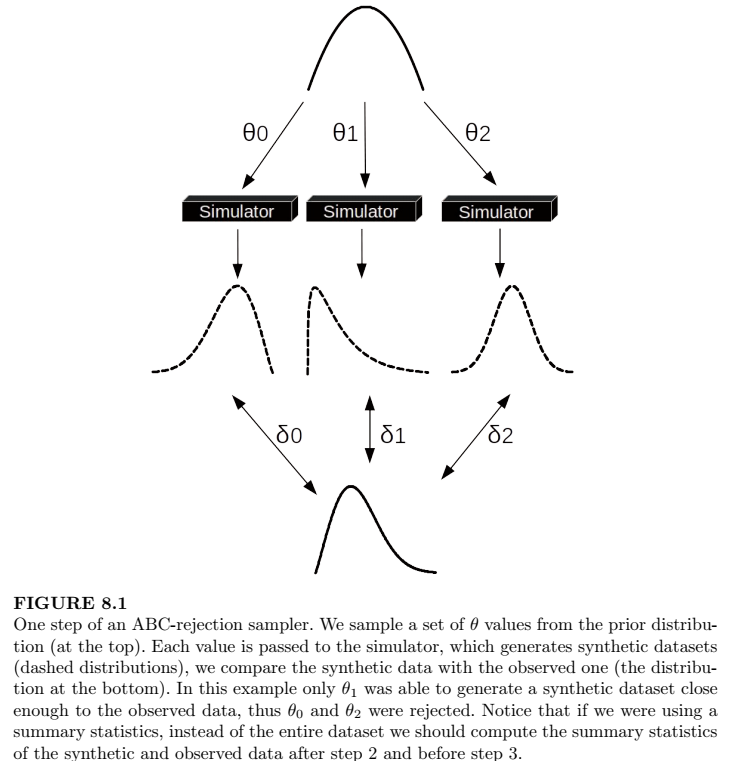 θ0 θ1 θ2
Simulator Simulator Simulator
δ0 δ1 δ2
FIGURE 8.1
One step of an ABC-rejection sampler. We sample a set of θ values from the prior distribu-
tion (at the top). Each value is passed to the simulator, which generates synthetic datasets
(dashed distributions), we compare the synthetic data with the observed one (the distribu-
tion at the bottom). In this example only θ₁ was able to generate a synthetic dataset close
enough to the observed data, thus θ₀ and θ₂ were rejected. Notice that if we were using a
summary statistics, instead of the entire dataset we should compute the summary statistics
of the synthetic and observed data after step 2 and before step 3.